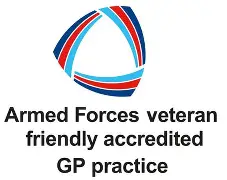 Armed Forces veteran
friendly accredited
GP practice